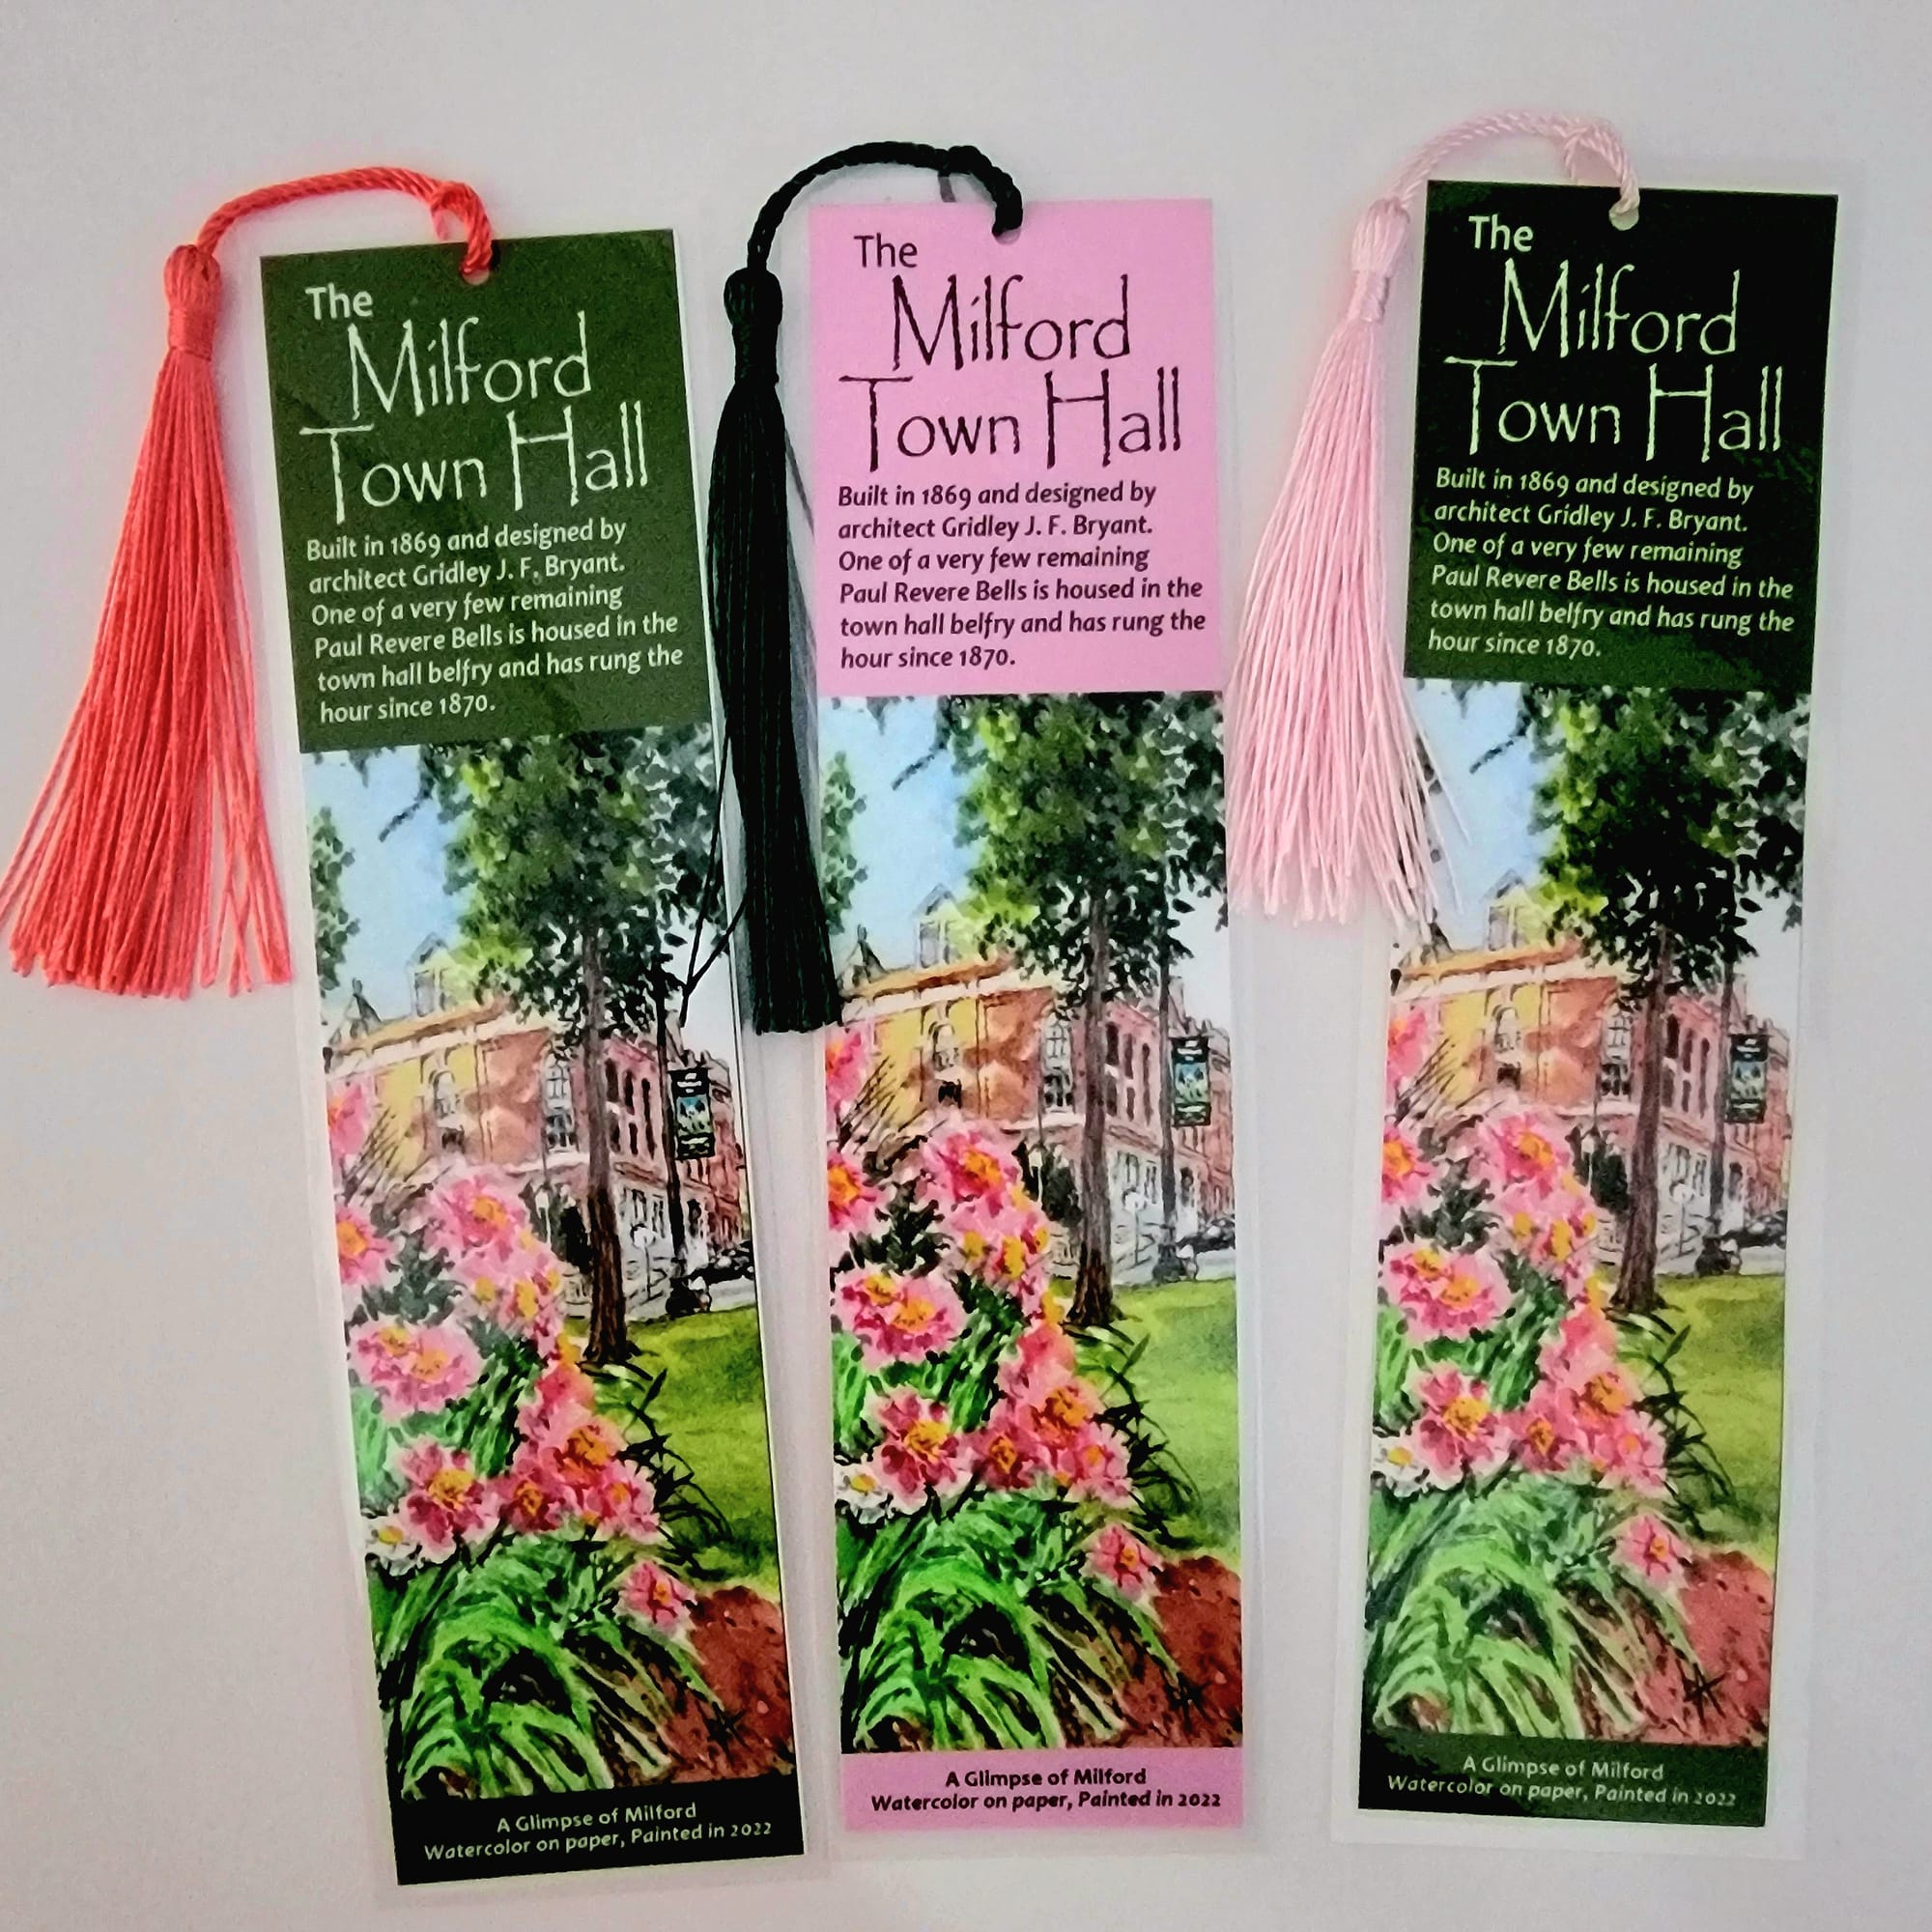 The
Milford
Town Hall
Built in 1869 and designed by
architect Gridley J. F. Bryant.
One of a very few remaining
Paul Revere Bells is housed in the
town hall belfry and has rung the
hour since 1870.
A Glimpse of Milford
Watercolor on paper, Painted in 2022
The
Milford
Town Hall
Built in 1869 and designed by
architect Gridley J. F. Bryant.
One of a very few remaining
Paul Revere Bells is housed in the
town hall belfry and has rung the
hour since 1870.
A Glimpse of Milford
Watercolor on paper, Painted in 2022
The
Milford
Town Hall
Built in 1869 and designed by
architect Gridley J. F. Bryant.
One of a very few remaining
Paul Revere Bells is housed in the
town hall belfry and has rung the
hour since 1870.
A Glimpse of Milford
Watercolor on paper, Painted in 2022